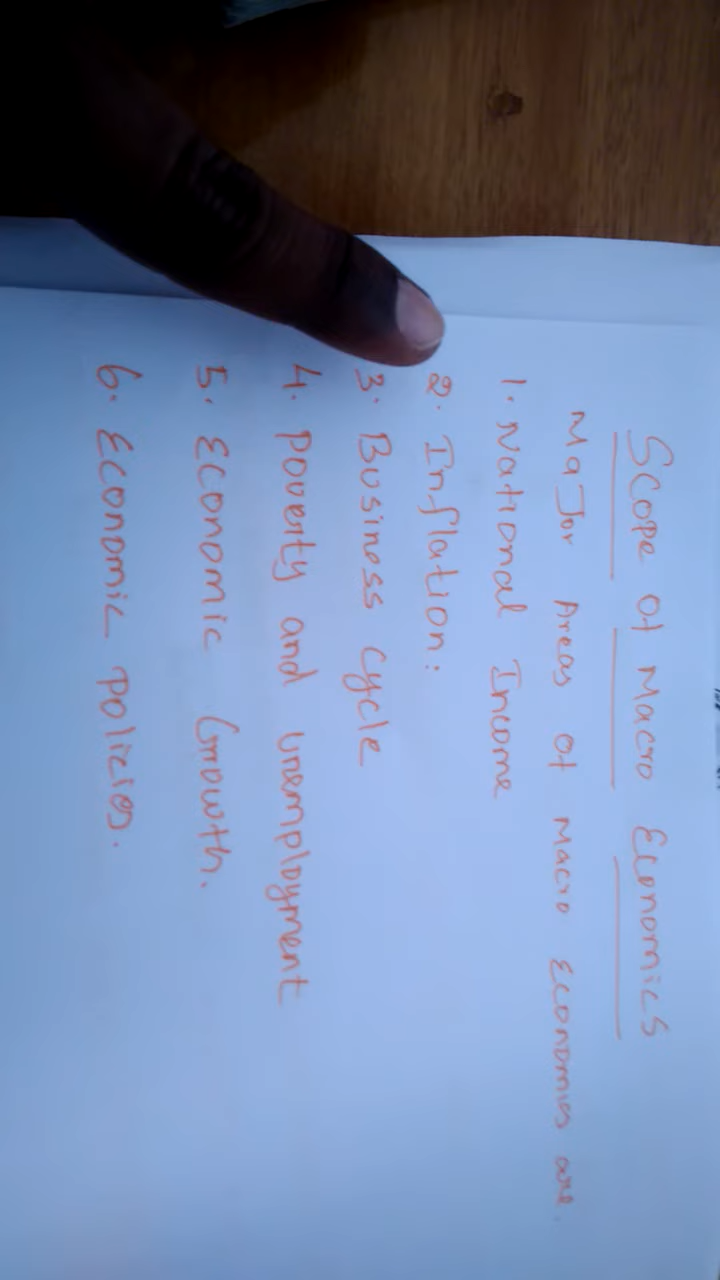 Scope of Macro Economics
Major Areas of Macro Economics are
1. National Income
2. Inflation:
3. Business Cycle
4. Poverty and Unemployment
5. Economic Growth.
6. Economic Policies.